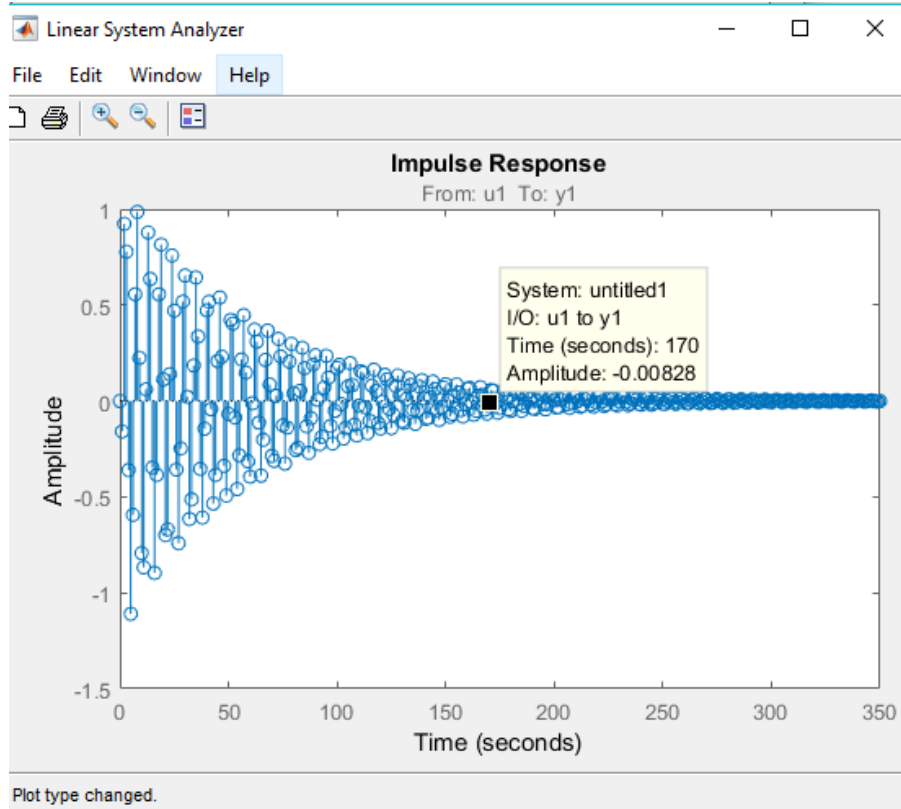 Linear System Analyzer
File Edit Window Help
Impulse Response
From: u1 To: y1
System: untitled1
I/O: u1 to y1
Time (seconds): 170
Amplitude: -0.00828
Amplitude
1
0.5
0
-0.5
-1
-1.5
0 50 100 150 200 250 300 350
Time (seconds)
Plot type changed.